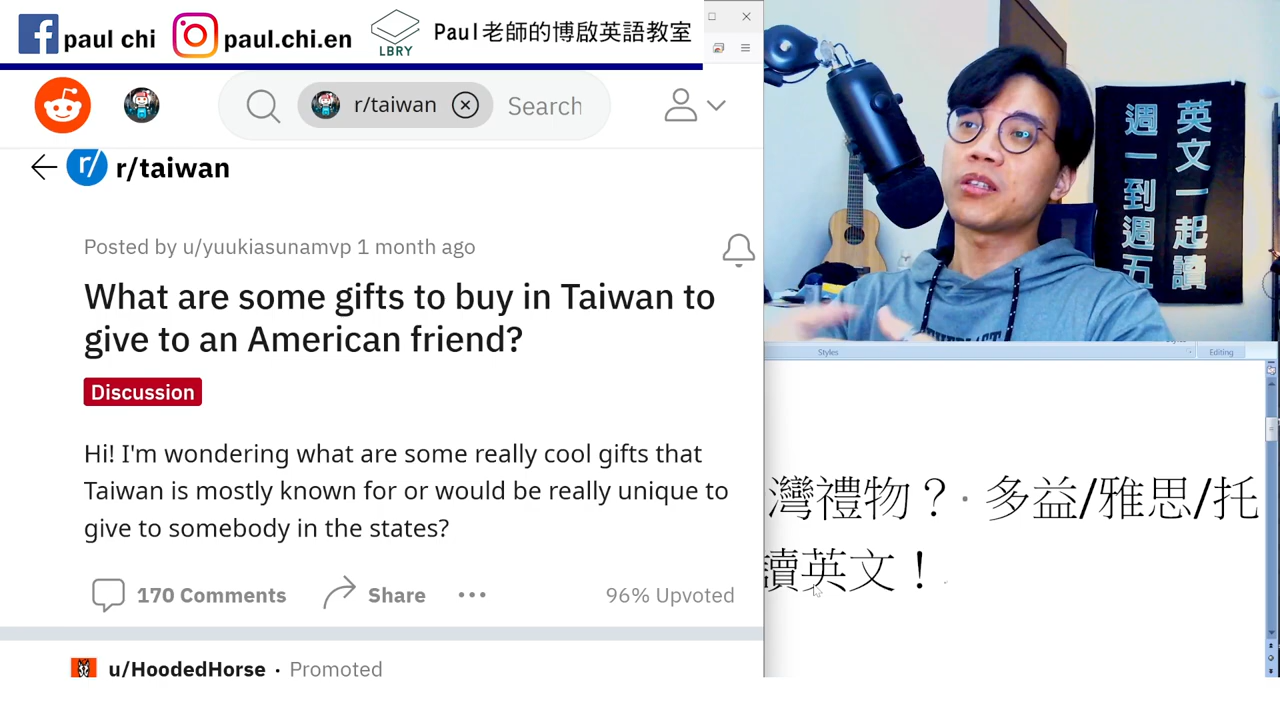 paul chi
paul.chi.en
LBRY
Paul老師的博啟英語教室
r/taiwan
Search
r/
r/taiwan
Posted by u/yuukiasunamvp 1 month ago
What are some gifts to buy in Taiwan to
give to an American friend?
Discussion
Hi! I'm wondering what are some really cool gifts that
Taiwan is mostly known for or would be really unique to
give to somebody in the states?
170 Comments
Share
96% Upvoted
u/HoodedHorse · Promoted
英文一起讀
週一到週五
Styles
Editing
灣禮物？·多益/雅思/托
讀英文！